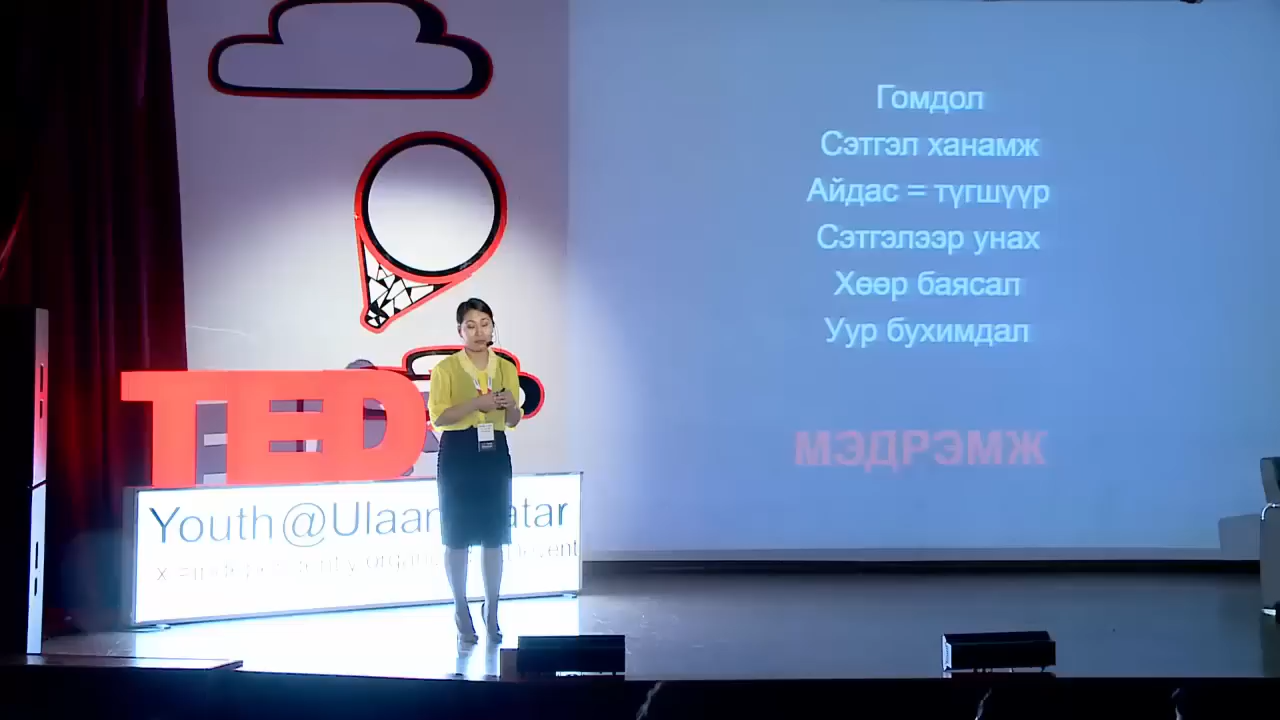 Гомдол
Сэтгэл ханамж
Айдас = түгшүүр
Сэтгэлээр унах
Хөөр баясал
Уур бухимдал
МЭДРЭМЖ
TED
Youth@Ulaan atar
x =